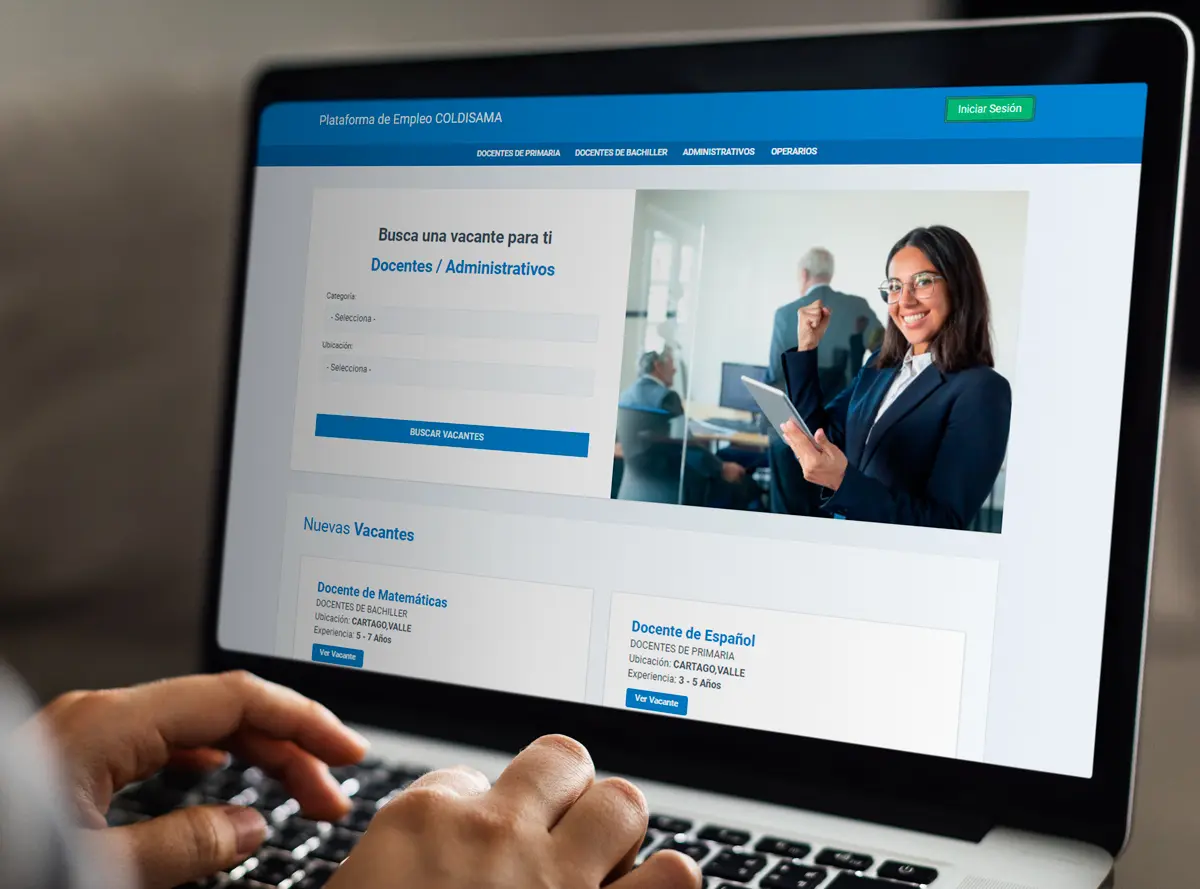 Plataforma de Empleo COLDISAMA
Iniciar Sesión
DOCENTES DE PRIMARIA DOCENTES DE BACHILLER ADMINISTRATIVOS OPERARIOS
Busca una vacante para ti
Docentes / Administrativos
Categoría:
- Selecciona -
Ubicación:
- Selecciona -
BUSCAR VACANTES
Nuevas Vacantes
Docente de Matemáticas
DOCENTES DE BACHILLER
Ubicación: CARTAGO,VALLE
Experiencia: 5 - 7 Años
Ver Vacante
Docente de Español
DOCENTES DE PRIMARIA
Ubicación: CARTAGO,VALLE
Experiencia: 3 - 5 Años
Ver Vacante